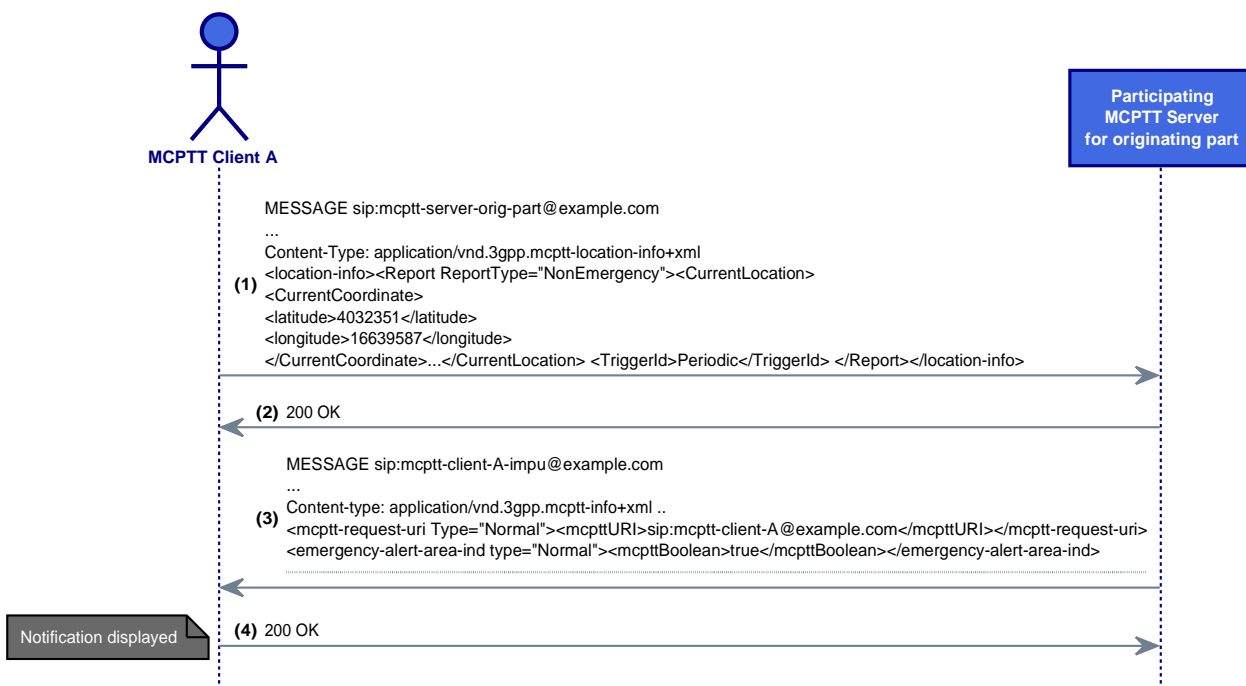 MCPTT Client A
Participating
MCPTT Server
for originating part
MESSAGE sip:mcptt-server-orig-part@example.com
...
Content-Type: application/vnd.3gpp.mcptt-location-info+xml
<location-info><Report ReportType="NonEmergency"><CurrentLocation>
(1) <CurrentCoordinate>
<latitude>4032351</latitude>
<longitude>16639587</longitude>
</CurrentCoordinate>...</CurrentLocation> <TriggerId>Periodic</TriggerId> </Report></location-info>
(2) 200 OK
MESSAGE sip:mcptt-client-A-impu@example.com
...
(3) Content-type: application/vnd.3gpp.mcptt-info+xml ..
<mcptt-request-uri Type="Normal"><mcpttURI>sip:mcptt-client-A@example.com</mcpttURI></mcptt-request-uri>
<emergency-alert-area-ind type="Normal"><mcpttBoolean>true</mcpttBoolean></emergency-alert-area-ind>
Notification displayed
(4) 200 OK